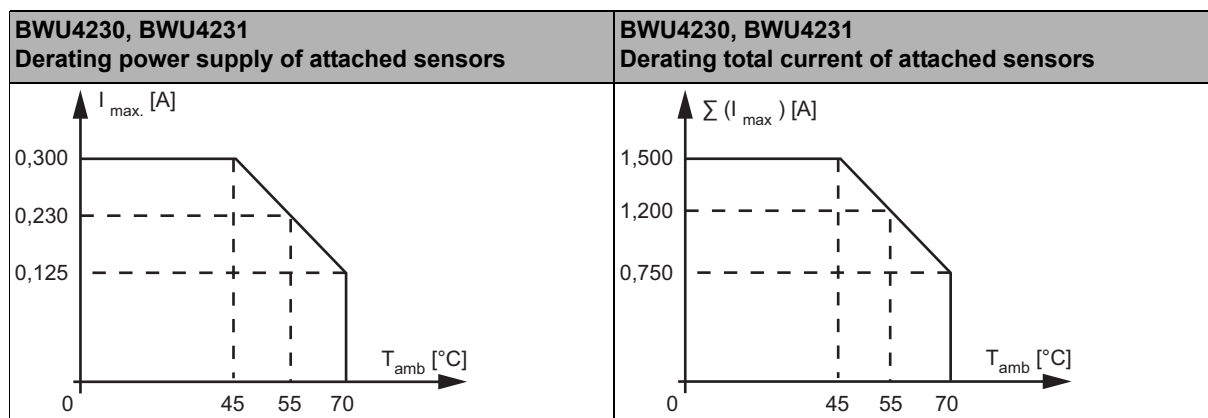 BWU4230, BWU4231
Derating power supply of attached sensors
I max. [A]
0,300
0,230
0,125
T amb [°C]
0 45 55 70
BWU4230, BWU4231
Derating total current of attached sensors
∑ (I max ) [A]
1,500
1,200
0,750
T amb [°C]
0 45 55 70